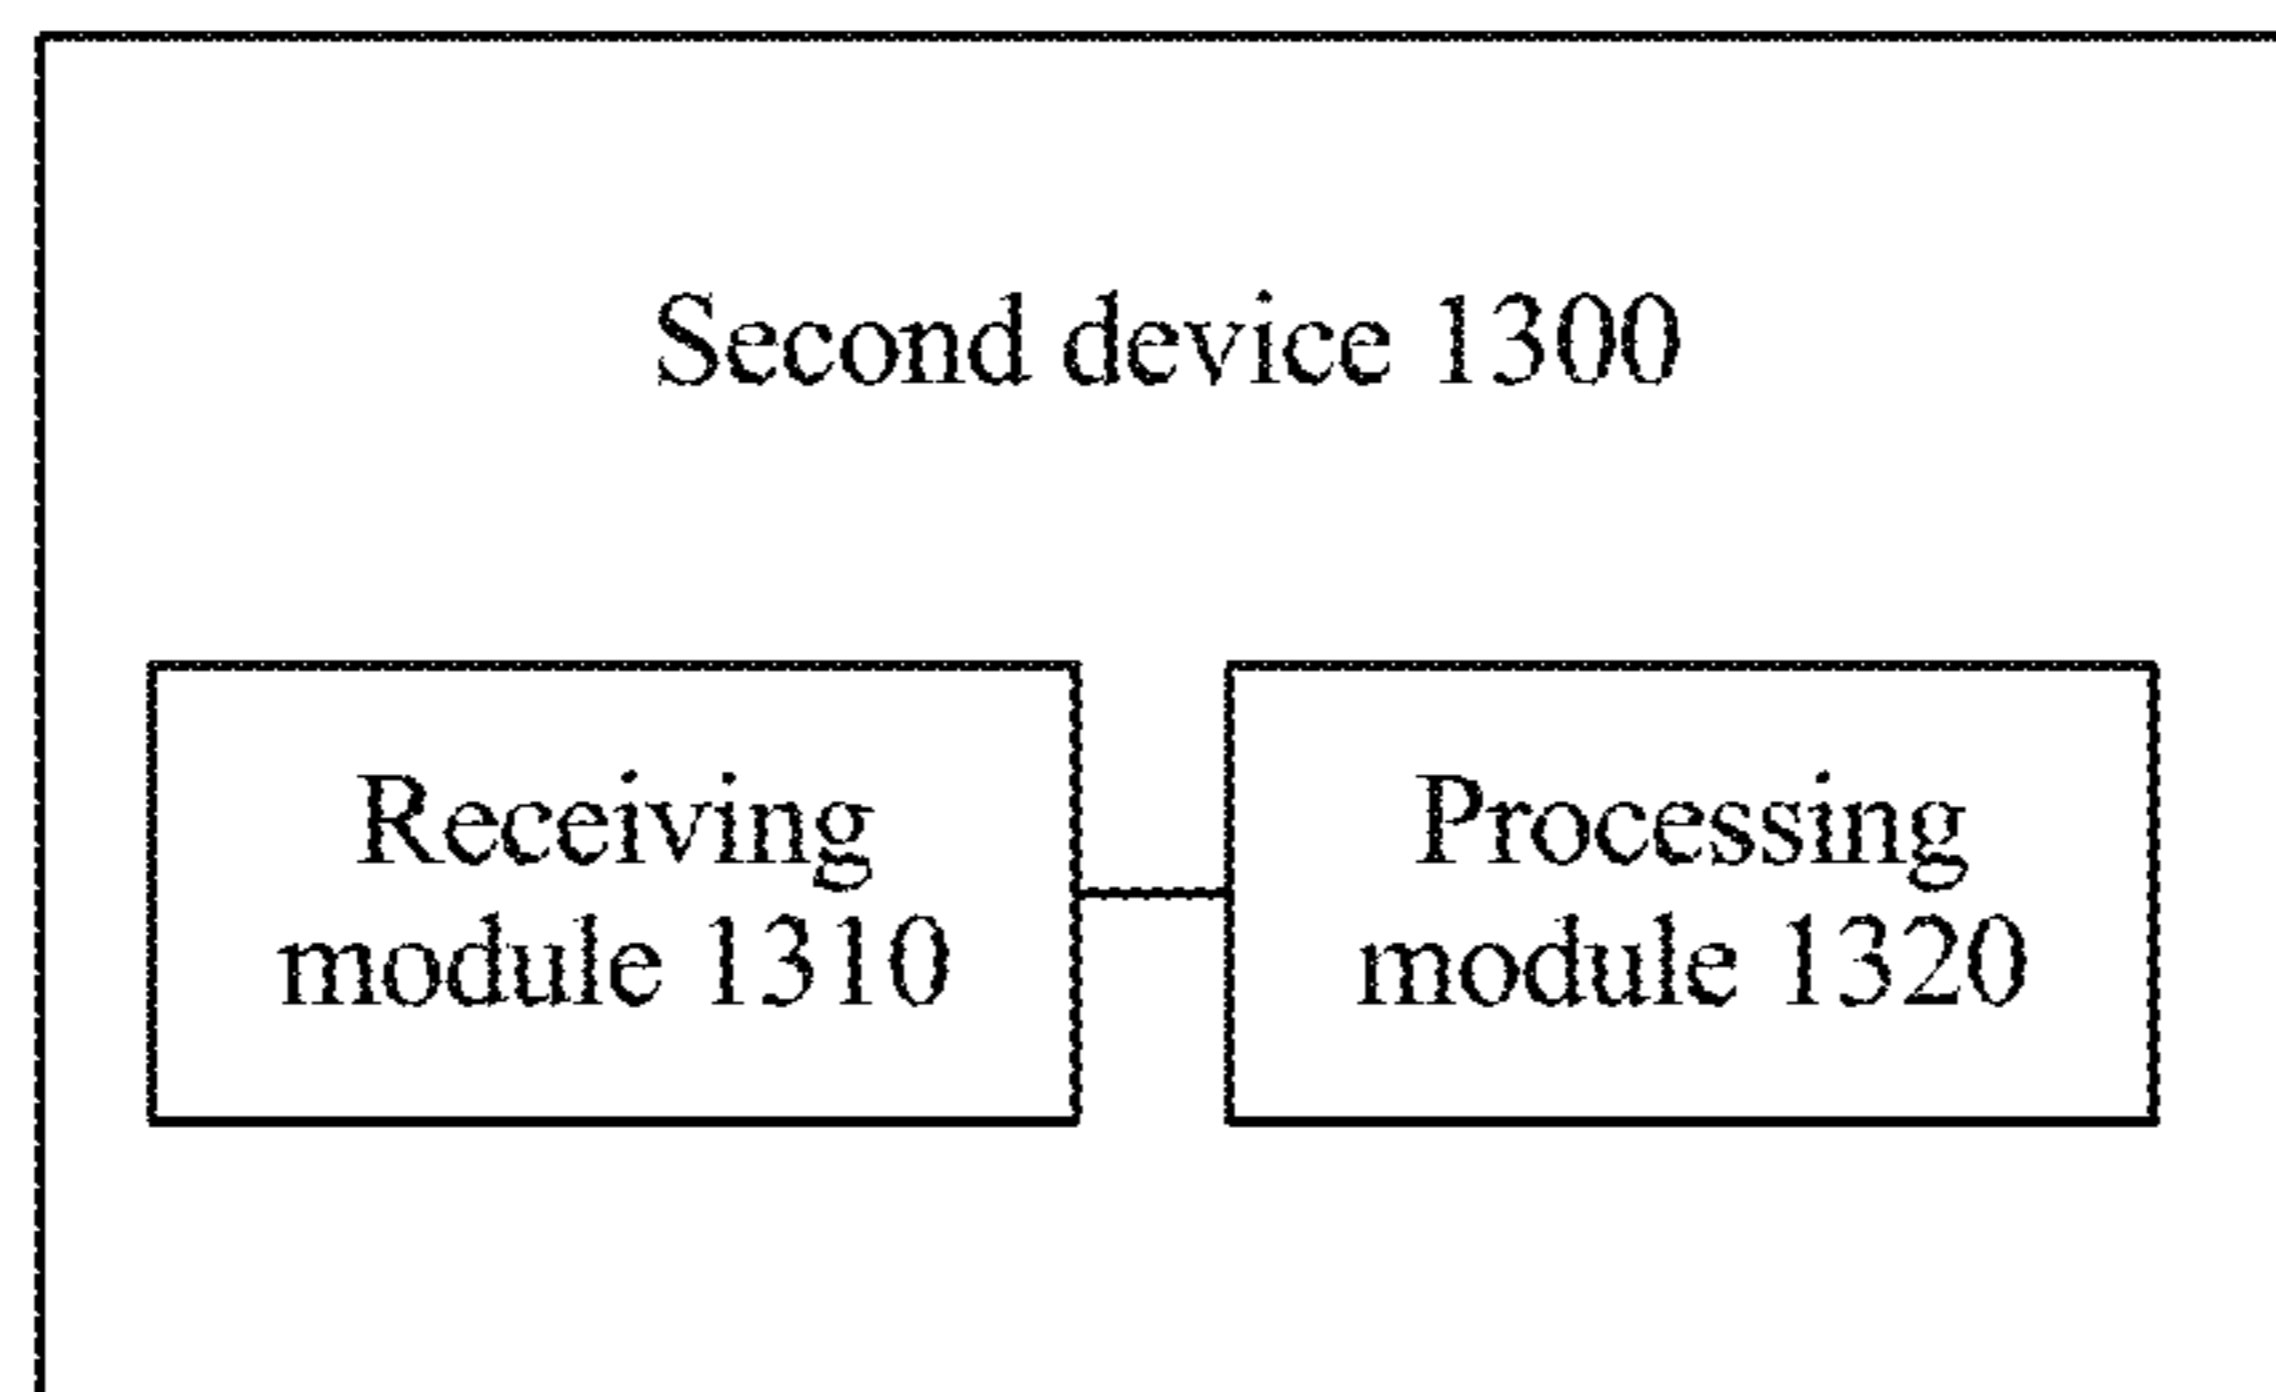 Second device 1300
Receiving
module 1310
Processing
module 1320